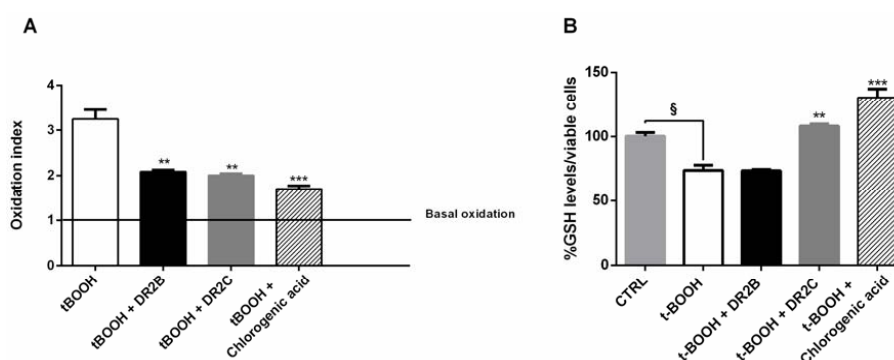 A
Oxidation index
4
3
2
1
0
**
**
***
Basal oxidation
tBOOH
tBOOH + DR2B
tBOOH + DR2C
tBOOH +
Chlorogenic acid
B
%GSH levels/viable cells
150
100
50
0
§
**
***
CTRL
t-BOOH
t-BOOH + DR2B
t-BOOH + DR2C
t-BOOH +
Chlorogenic acid